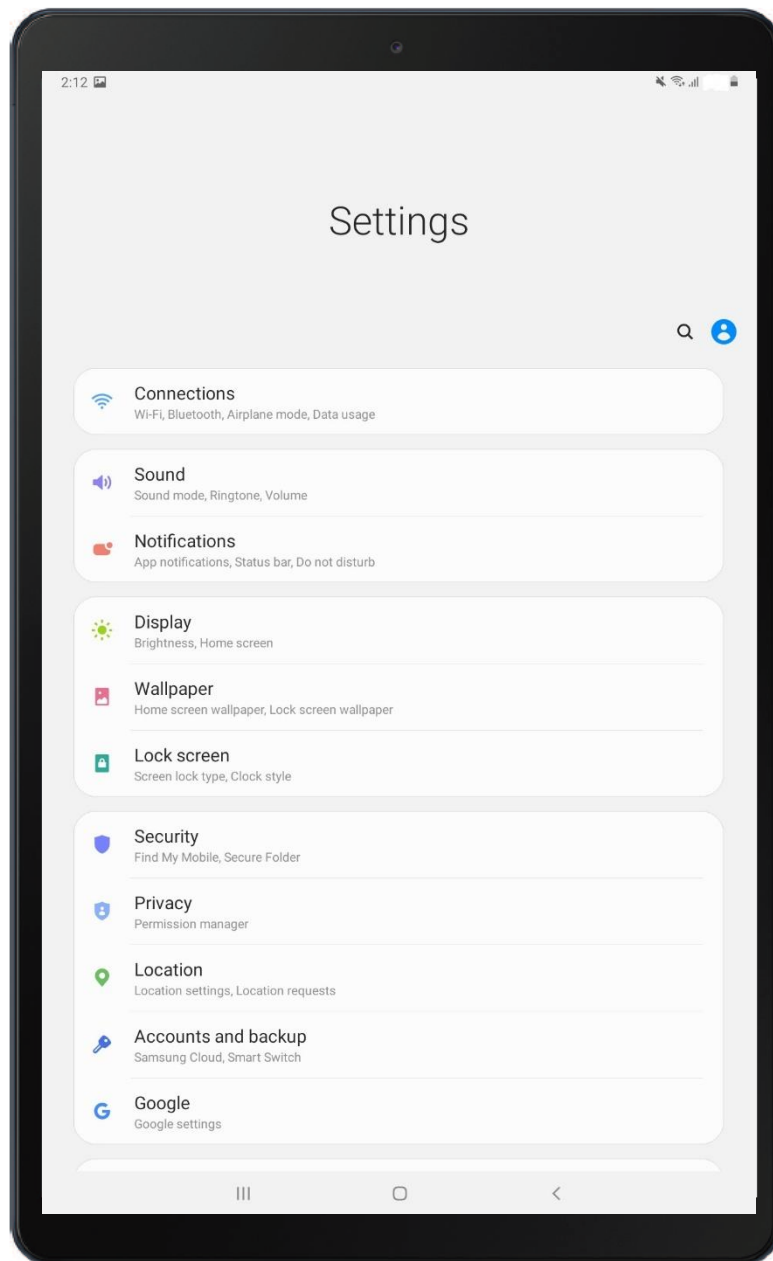 2:12
Settings
Connections
Wi-Fi, Bluetooth, Airplane mode, Data usage
Sound
Sound mode, Ringtone, Volume
Notifications
App notifications, Status bar, Do not disturb
Display
Brightness, Home screen
Wallpaper
Home screen wallpaper, Lock screen wallpaper
Lock screen
Screen lock type, Clock style
Security
Find My Mobile, Secure Folder
Privacy
Permission manager
Location
Location settings, Location requests
Accounts and backup
Samsung Cloud, Smart Switch
Google
Google settings